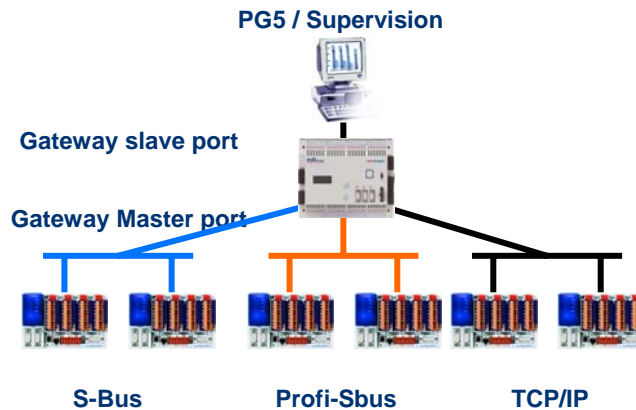 PG5 / Supervision
Gateway slave port
Gateway Master port
S-Bus
Profi-Sbus
TCP/IP